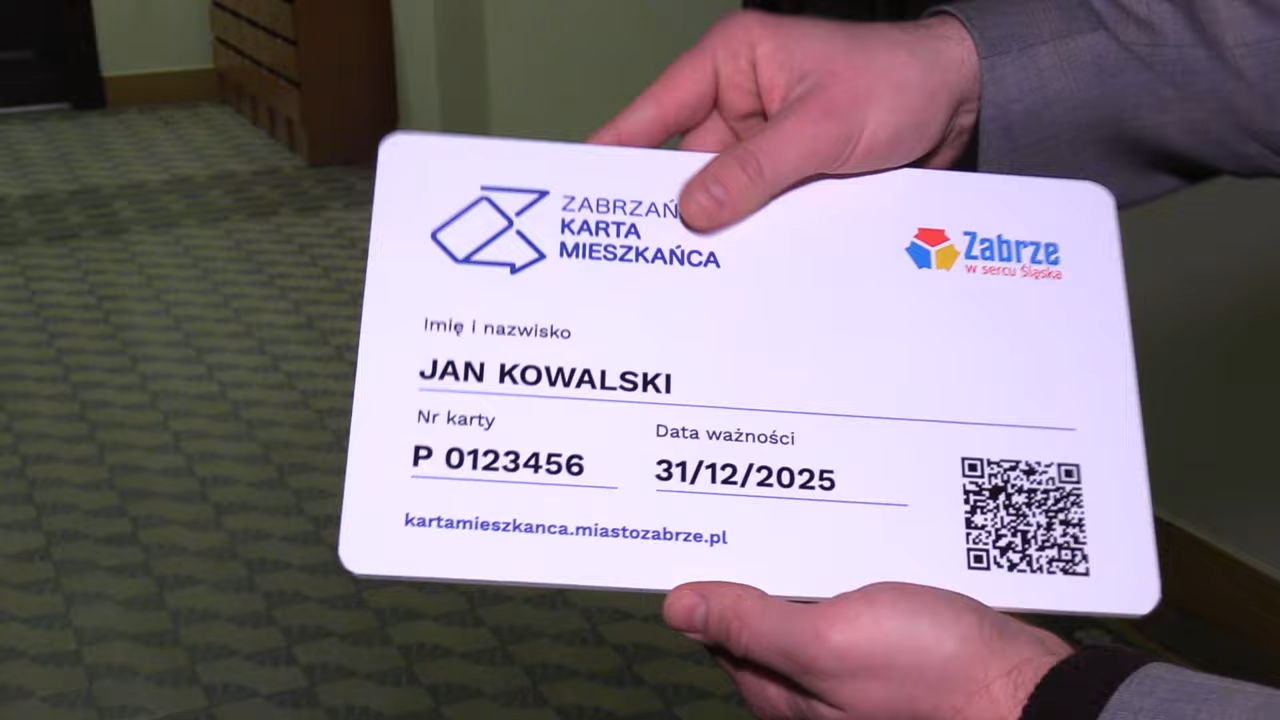 ZABRZAŃ
KARTA
MIESZKAŃCA
Zabrze
w sercu Śląska
Imię i nazwisko
JAN KOWALSKI
Nr karty
P 0123456
Data ważności
31/12/2025
kartamieszkanca.miastozabrze.pl